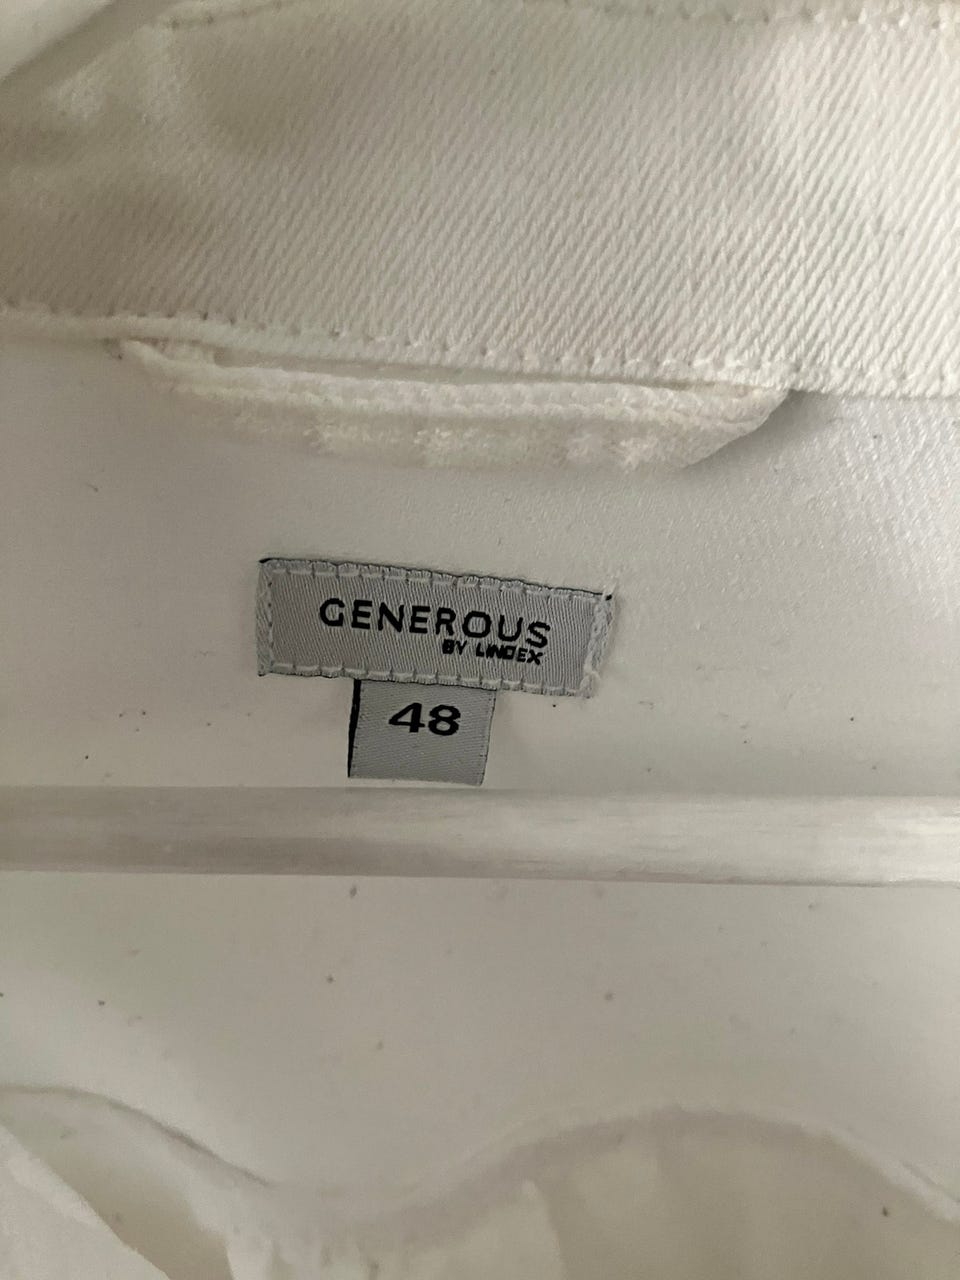 GENEROUS
BY LINDEX
48